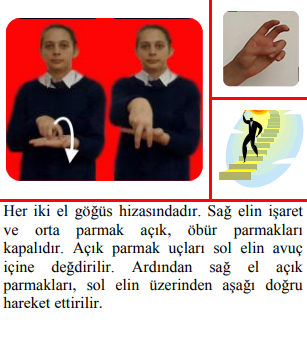 Her iki el göğüs hizasındadır. Sağ elin işaret
ve orta parmak açık, öbür parmakları
kapalıdır. Açık parmak uçları sol elin avuç
içine değdirilir. Ardından sağ el açık
parmakları, sol elin üzerinden aşağı doğru
hareket ettirilir.